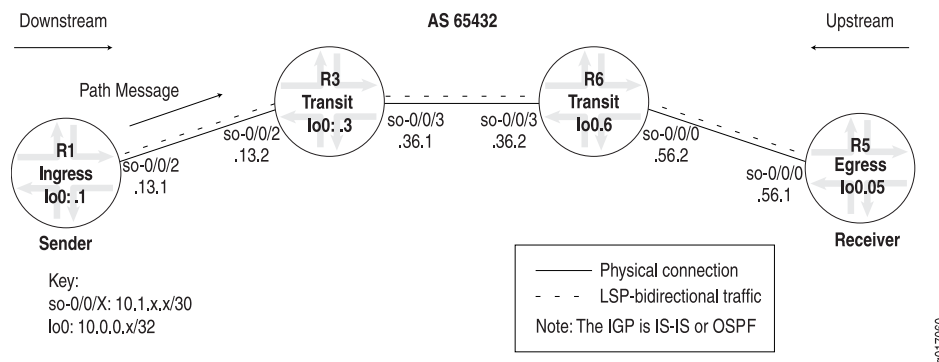 Downstream
AS 65432
Upstream
Path Message
R1
Ingress
lo0: .1
Sender
so-0/0/2
.13.1
R3
Transit
lo0: .3
so-0/0/2
.13.2
so-0/0/3
.36.1
R6
Transit
lo0.6
so-0/0/3
.36.2
so-0/0/0
.56.2
R5
Egress
lo0.05
so-0/0/0
.56.1
Receiver
Key:
so-0/0/X: 10.1.x.x/30
lo0: 10.0.0.x/32
Physical connection
LSP-bidirectional traffic
Note: The IGP is IS-IS or OSPF